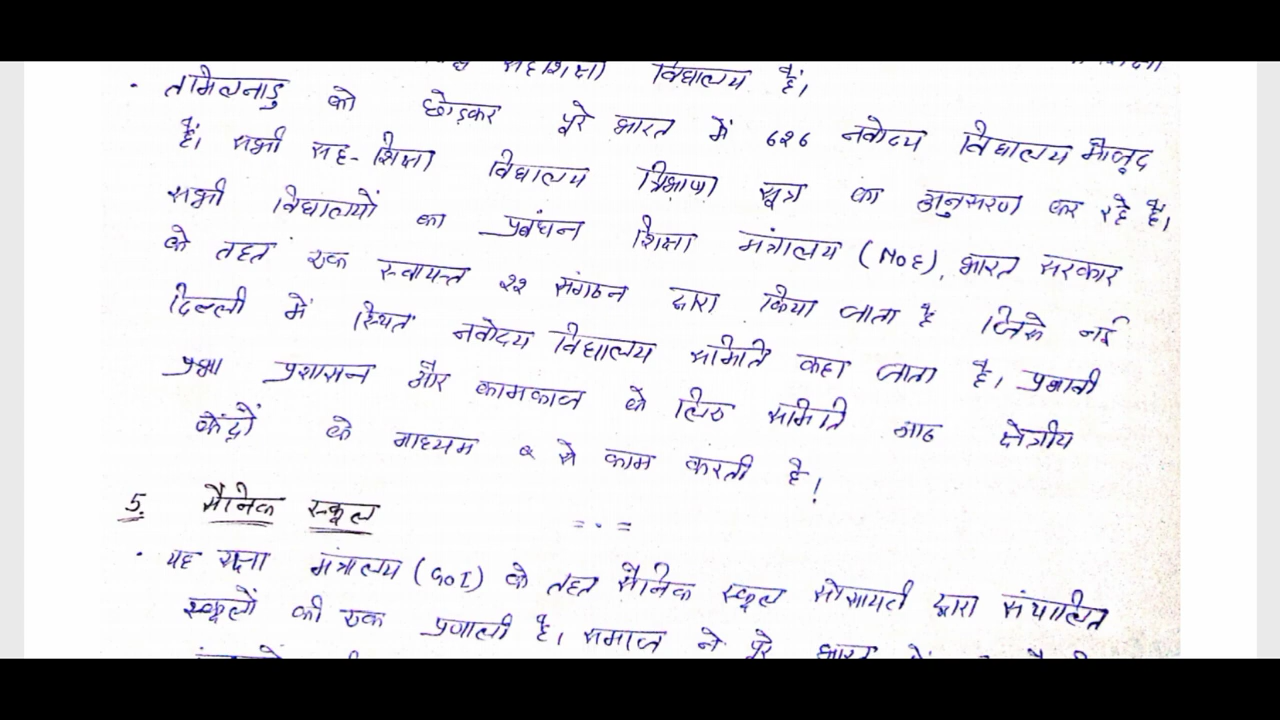 सहशिक्षा विद्यालय हैं।
• तामिलनाडु को छोड़कर पूरे भारत में 626 नवोदय विद्यालय मौजूद
हैं। सभी सह-शिक्षा विद्यालय त्रिभाषा सूत्र का अनुसरण कर रहे हैं।
सभी विद्यालयों का प्रबंधन शिक्षा मंत्रालय (MOE), भारत सरकार
के तहत एक स्वायत्त संगठन द्वारा किया जाता है जिसे नई
दिल्ली में स्थित नवोदय विद्यालय समिति कहा जाता है। प्रभावी
प्रशासन और कामकाज के लिए समिति आठ क्षेत्रीय
केंद्रों के माध्यम से काम करती है!
5. सैनिक स्कूल
= . =
• यह रक्षा मंत्रालय (GOI) के तहत सैनिक स्कूल सोसायटी द्वारा संचालित
स्कूलों की एक प्रणाली है। समाज ने पूरे भारत में